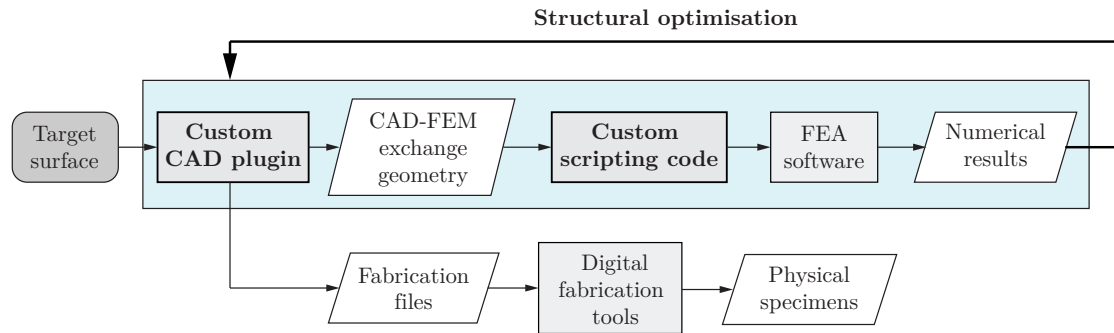 Structural optimisation
Target
surface
Custom
CAD plugin
CAD-FEM
exchange
geometry
Custom
scripting code
FEA
software
Numerical
results
Fabrication
files
Digital
fabrication
tools
Physical
specimens